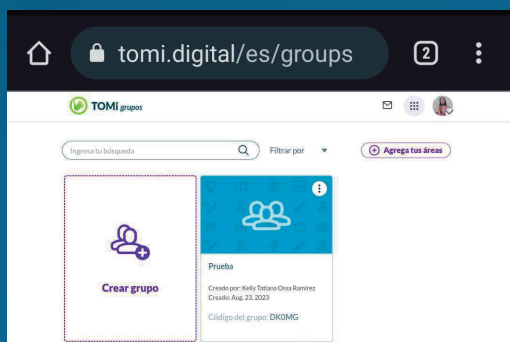 tomi.digital/es/groups
2
TOMi grupos
Ingresa tu búsqueda
Filtrar por
Agrega tus áreas
Crear grupo
Prueba
Creado por: Kelly Tatiana Ossa Ramirez
Creado: Aug. 23, 2023
Código del grupo: DK0MG